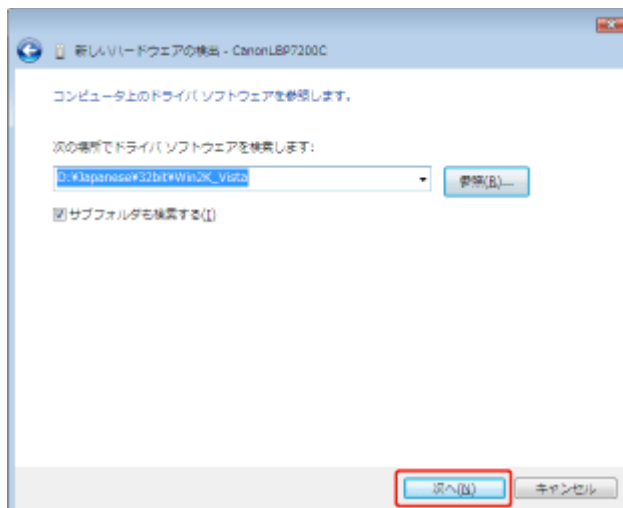 新しいハードウェアの検出 - CanonLBP7200C
コンピュータ上のドライバ ソフトウェアを参照します。
次の場所でドライバ ソフトウェアを検索します:
D:¥Japanese¥32bit¥Win2K_Vista
参照(R)...
サブフォルダも検索する(I)
次へ(N)
キャンセル